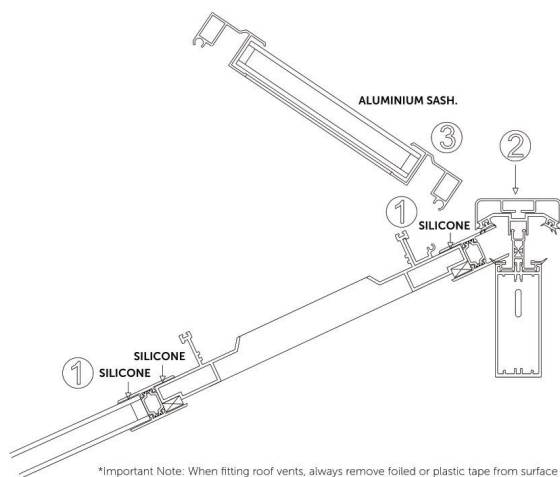 ALUMINIUM SASH.
3
2
1
SILICONE
SILICONE
1 SILICONE
*Important Note: When fitting roof vents, always remove foiled or plastic tape from surface